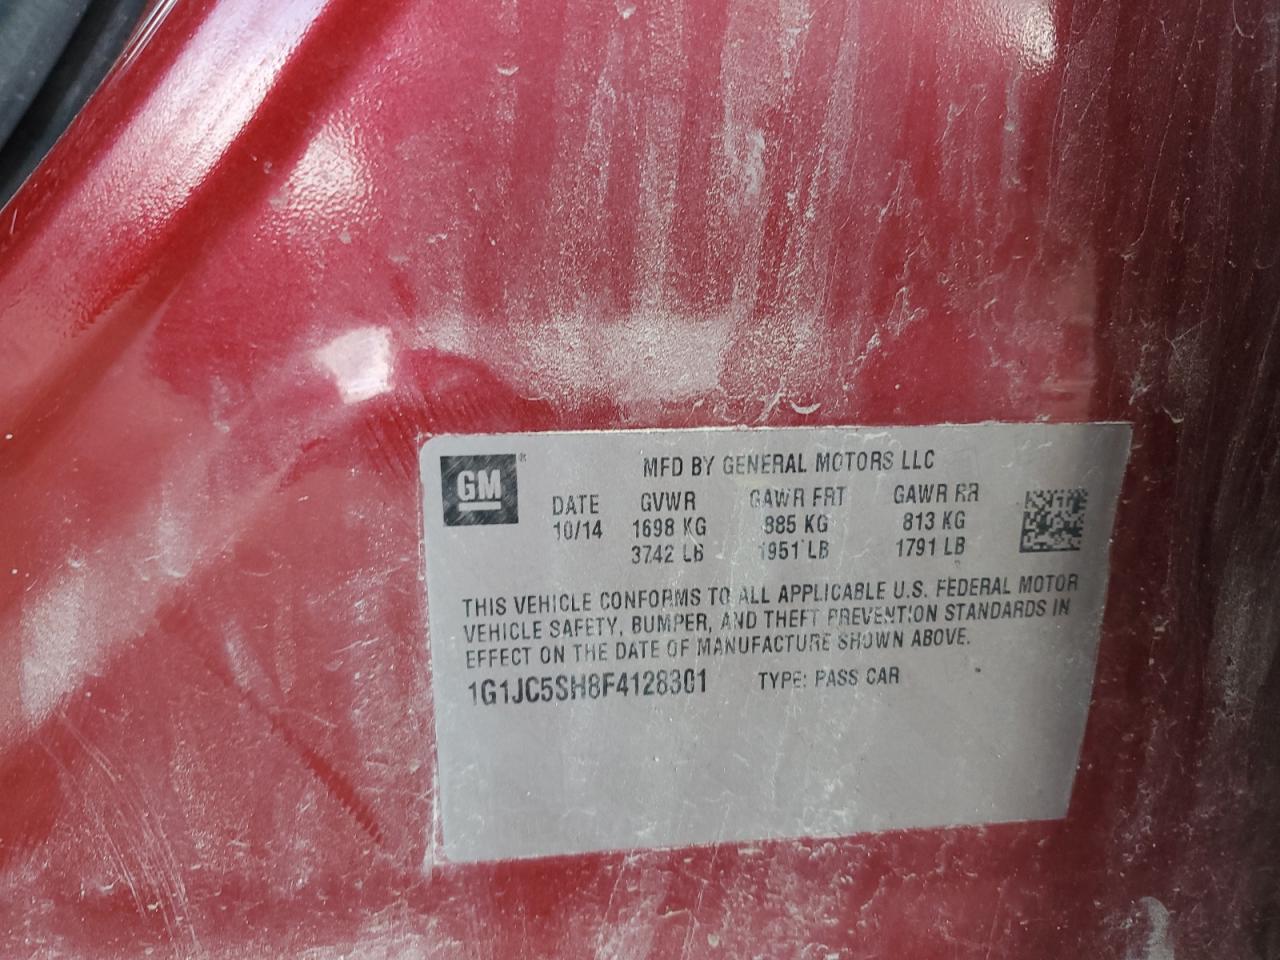 GM®
MFD BY GENERAL MOTORS LLC
DATE GVWR GAWR FRT GAWR RR
10/14 1698 KG 885 KG 813 KG
3742 LB 1951 LB 1791 LB
THIS VEHICLE CONFORMS TO ALL APPLICABLE U.S. FEDERAL MOTOR
VEHICLE SAFETY, BUMPER, AND THEFT PREVENTION STANDARDS IN
EFFECT ON THE DATE OF MANUFACTURE SHOWN ABOVE.
1G1JC5SH8F4128301 TYPE: PASS CAR